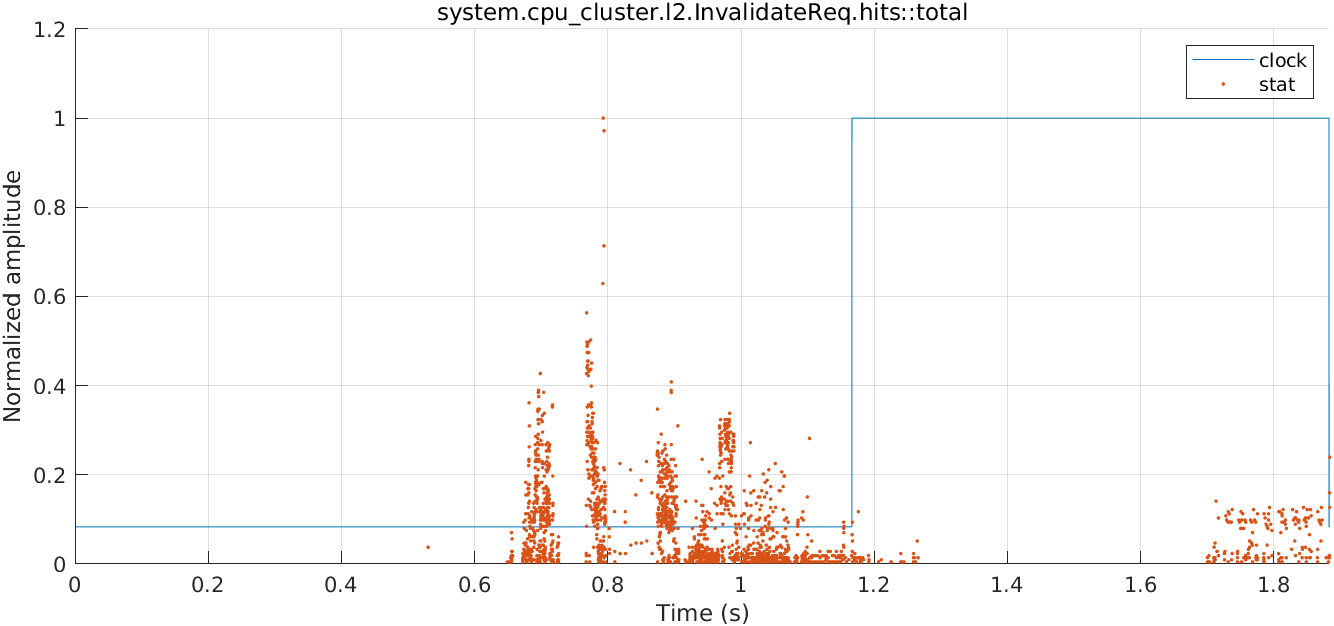 system.cpu_cluster.l2.InvalidateReq.hits::total
1.2
1
0.8
0.6
0.4
0.2
0
Normalized amplitude
clock
stat
0 0.2 0.4 0.6 0.8 1 1.2 1.4 1.6 1.8
Time (s)